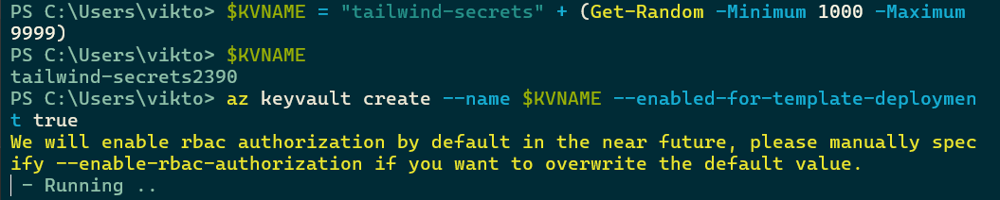 PS C:\Users\vikto> $KVNAME = "tailwind-secrets" + (Get-Random -Minimum 1000 -Maximum
9999)
PS C:\Users\vikto> $KVNAME
tailwind-secrets2390
PS C:\Users\vikto> az keyvault create --name $KVNAME --enabled-for-template-deploymen
t true
We will enable rbac authorization by default in the near future, please manually spec
ify --enable-rbac-authorization if you want to overwrite the default value.
| - Running ..